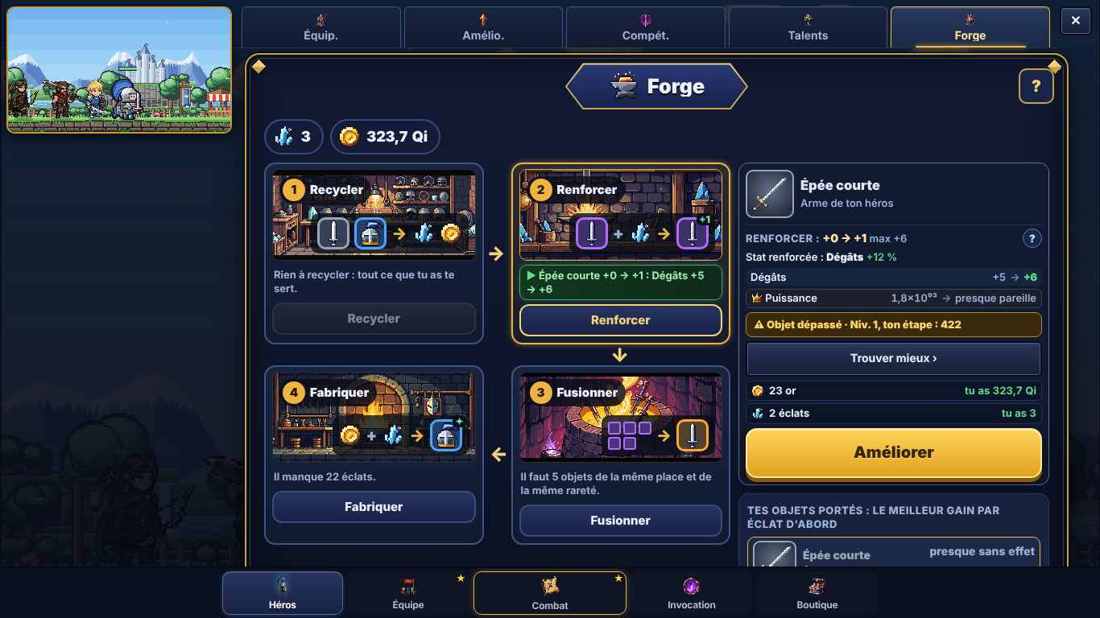 Équip.
Amélio.
Compét.
Talents
Forge
×
Forge
?
3
323,7 Qi
1 Recycler
Rien à recycler : tout ce que tu as te
sert.
Recycler
2 Renforcer
+1
▶ Épée courte +0 → +1 : Dégâts +5
→ +6
Renforcer
4 Fabriquer
Il manque 22 éclats.
Fabriquer
3 Fusionner
Il faut 5 objets de la même place et de
la même rareté.
Fusionner
Épée courte
Arme de ton héros
RENFORCER : +0 → +1 max +6
?
Stat renforcée : Dégâts +12 %
Dégâts +5 → +6
Puissance 1,8×10⁹³ → presque pareille
⚠ Objet dépassé · Niv. 1, ton étape : 422
Trouver mieux ›
23 or tu as 323,7 Qi
2 éclats tu as 3
Améliorer
TES OBJETS PORTÉS : LE MEILLEUR GAIN PAR
ÉCLAT D'ABORD
Épée courte presque sans effet
Héros
Équipe
Combat
Invocation
Boutique